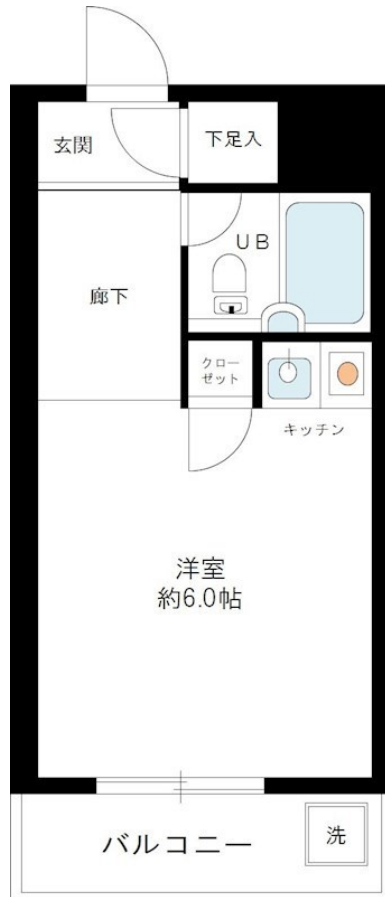 玄関
下足入
UB
廊下
クロー
ゼット
キッチン
洋室
約6.0帖
バルコニー
洗